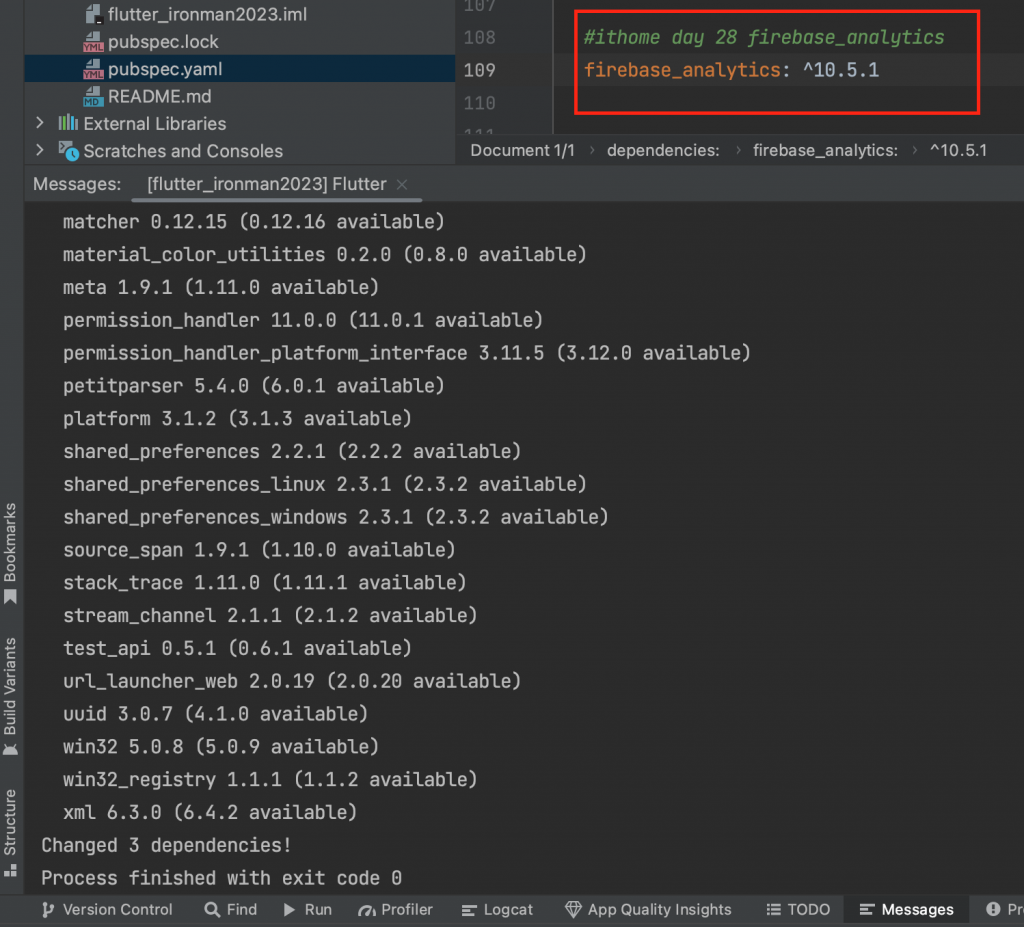 flutter_ironman2023.iml
YML pubspec.lock
YML pubspec.yaml
MD README.md
External Libraries
Scratches and Consoles
107
108 #ithome day 28 firebase_analytics
109 firebase_analytics: ^10.5.1
110
111
Document 1/1 › dependencies: › firebase_analytics: › ^10.5.1
Messages: [flutter_ironman2023] Flutter ×
matcher 0.12.15 (0.12.16 available)
material_color_utilities 0.2.0 (0.8.0 available)
meta 1.9.1 (1.11.0 available)
permission_handler 11.0.0 (11.0.1 available)
permission_handler_platform_interface 3.11.5 (3.12.0 available)
petitparser 5.4.0 (6.0.1 available)
platform 3.1.2 (3.1.3 available)
shared_preferences 2.2.1 (2.2.2 available)
shared_preferences_linux 2.3.1 (2.3.2 available)
shared_preferences_windows 2.3.1 (2.3.2 available)
source_span 1.9.1 (1.10.0 available)
stack_trace 1.11.0 (1.11.1 available)
stream_channel 2.1.1 (2.1.2 available)
test_api 0.5.1 (0.6.1 available)
url_launcher_web 2.0.19 (2.0.20 available)
uuid 3.0.7 (4.1.0 available)
win32 5.0.8 (5.0.9 available)
win32_registry 1.1.1 (1.1.2 available)
xml 6.3.0 (6.4.2 available)
Changed 3 dependencies!
Process finished with exit code 0
Bookmarks
Build Variants
Structure
Version Control Find Run Profiler Logcat App Quality Insights TODO Messages Pr